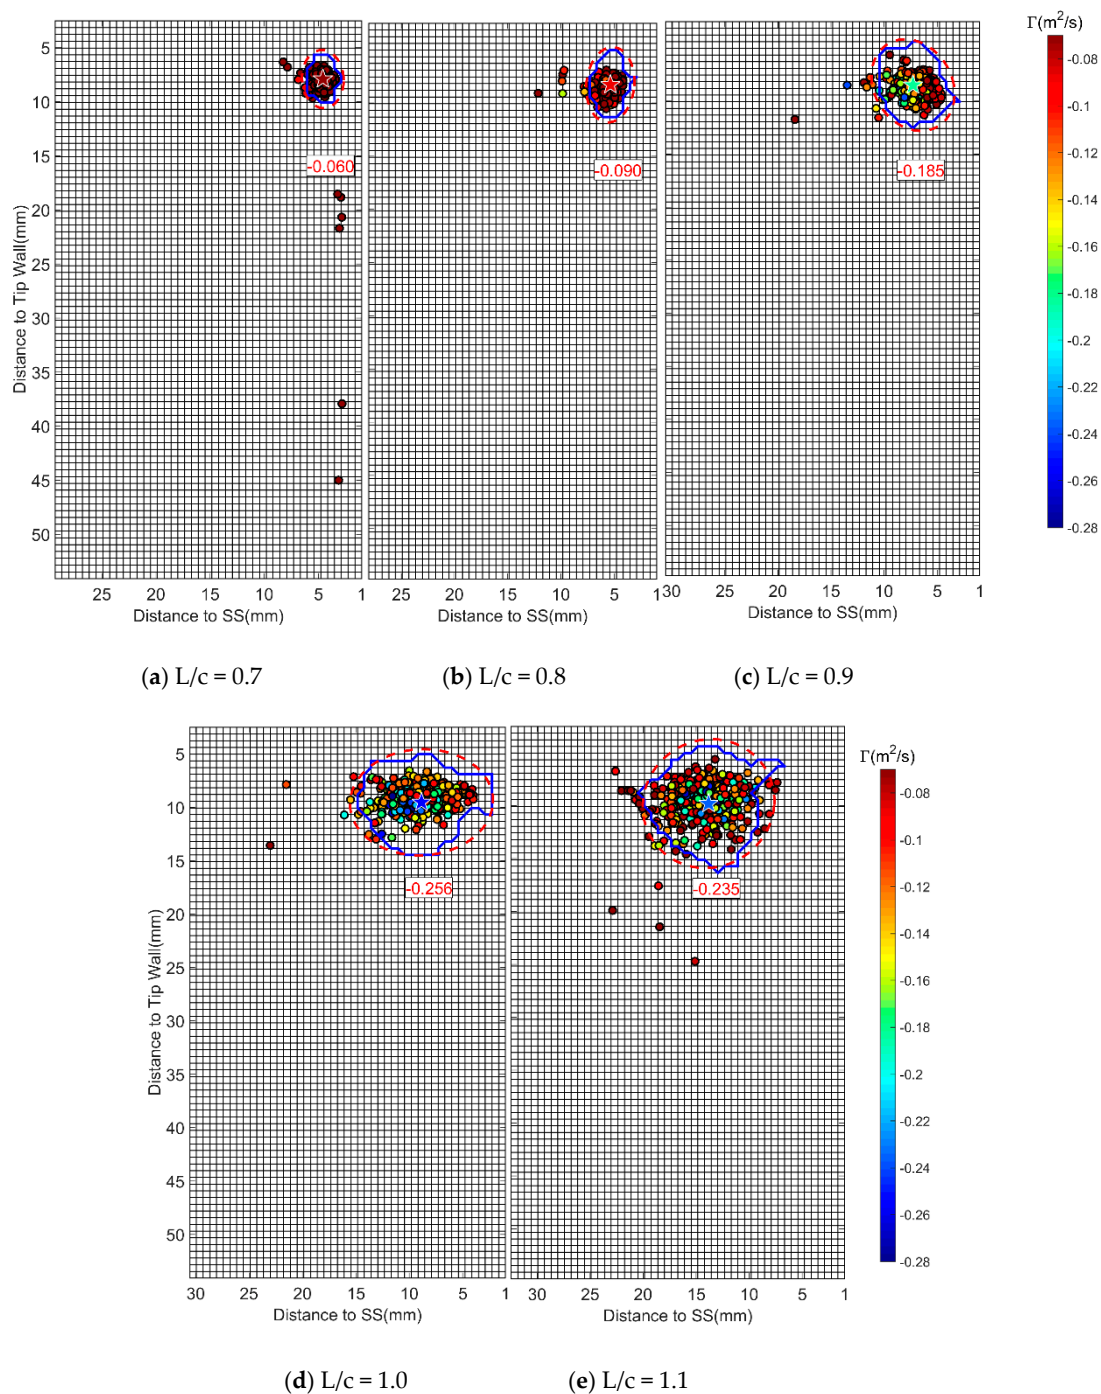 Γ(m²/s)
5
10
15
20
25
30
35
40
45
50
Distance to Tip Wall(mm)
-0.060
-0.090
-0.185
-0.1
-0.12
-0.14
-0.16
-0.18
-0.2
-0.22
-0.24
-0.26
-0.28
25 20 15 10 5 1
Distance to SS(mm)
25 20 15 10 5 1
Distance to SS(mm)
30 25 20 15 10 5 1
Distance to SS(mm)
(a) L/c = 0.7
(b) L/c = 0.8
(c) L/c = 0.9
5
10
15
20
25
30
35
40
45
50
Distance to Tip Wall(mm)
-0.256
-0.235
Γ(m²/s)
-0.1
-0.12
-0.14
-0.16
-0.18
-0.2
-0.22
-0.24
-0.26
-0.28
30 25 20 15 10 5 1
Distance to SS(mm)
30 25 20 15 10 5 1
Distance to SS(mm)
(d) L/c = 1.0
(e) L/c = 1.1